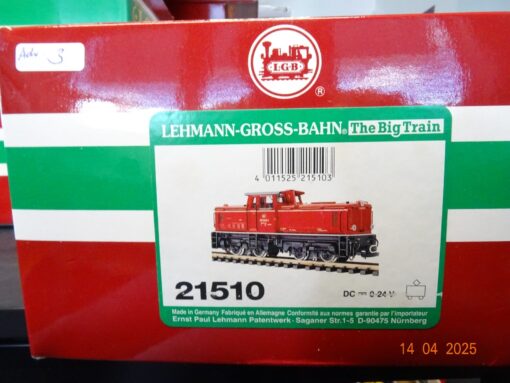 Adv 3
LGB
®
LEHMANN-GROSS-BAHN® The Big Train
4 011525 215103
21510
DC 0-24 V
Made in Germany Fabriqué en Allemagne Conformité aux normes garantie par l'importateur
Ernst Paul Lehmann Patentwerk · Saganer Str. 1-5 D-90475 Nürnberg
14 04 2025